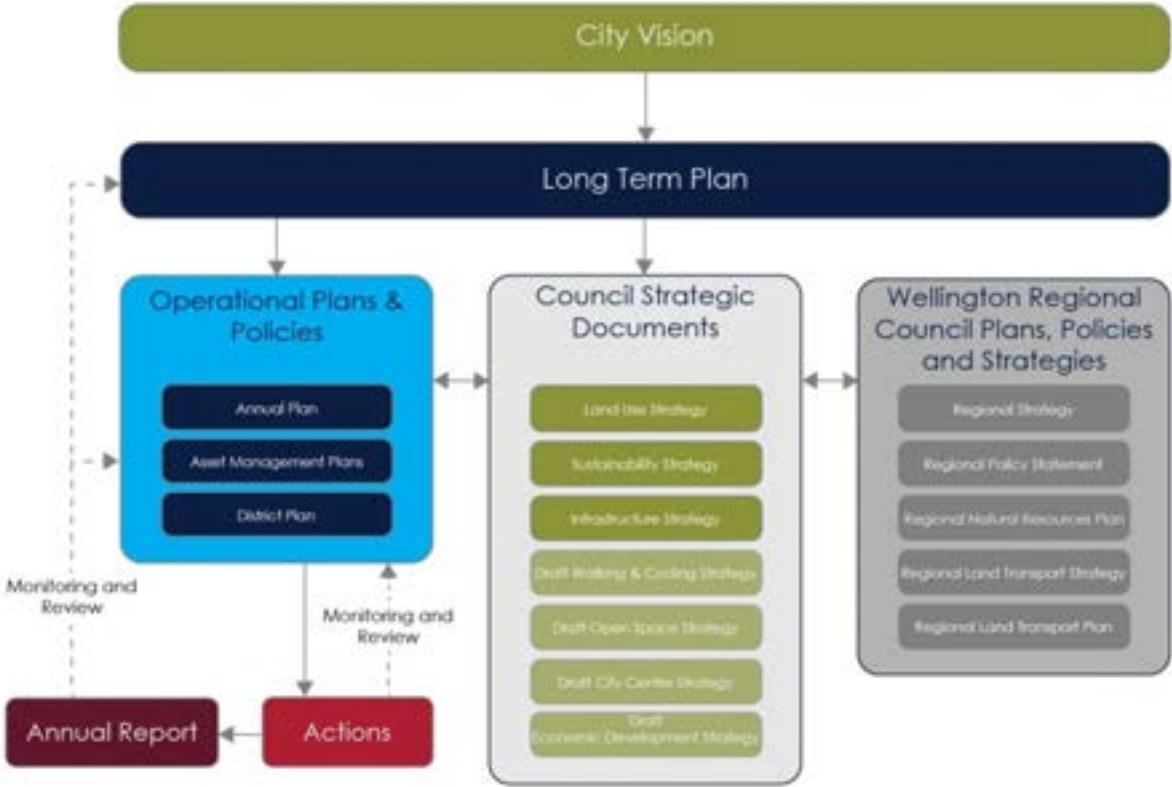 City Vision
Long Term Plan
Operational Plans &
Policies
Annual Plan
Asset Management Plans
District Plan
Council Strategic
Documents
Land Use Strategy
Sustainability Strategy
Infrastructure Strategy
Draft Walking & Cycling Strategy
Draft Open Space Strategy
Draft City Center Strategy
Draft
Economic Development Strategy
Wellington Regional
Council Plans, Policies
and Strategies
Regional Strategy
Regional Policy Statement
Regional Natural Resources Plan
Regional Land Transport Strategy
Regional Land Transport Plan
Monitoring and
Review
Monitoring and
Review
Annual Report
Actions